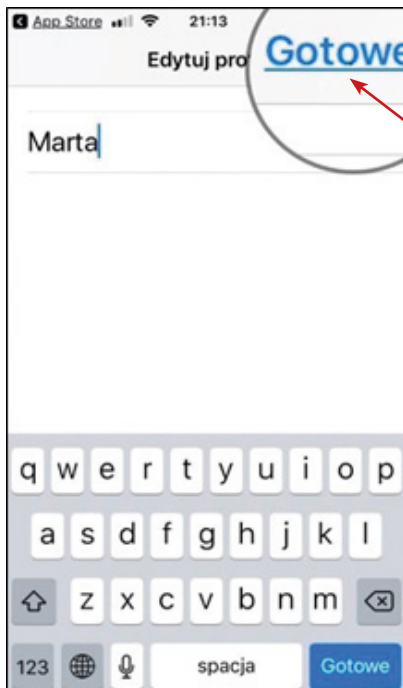 App Store 21:13
Edytuj pro Gotowe
Marta
q w e r t y u i o p
a s d f g h j k l
z x c v b n m
123 spacja Gotowe